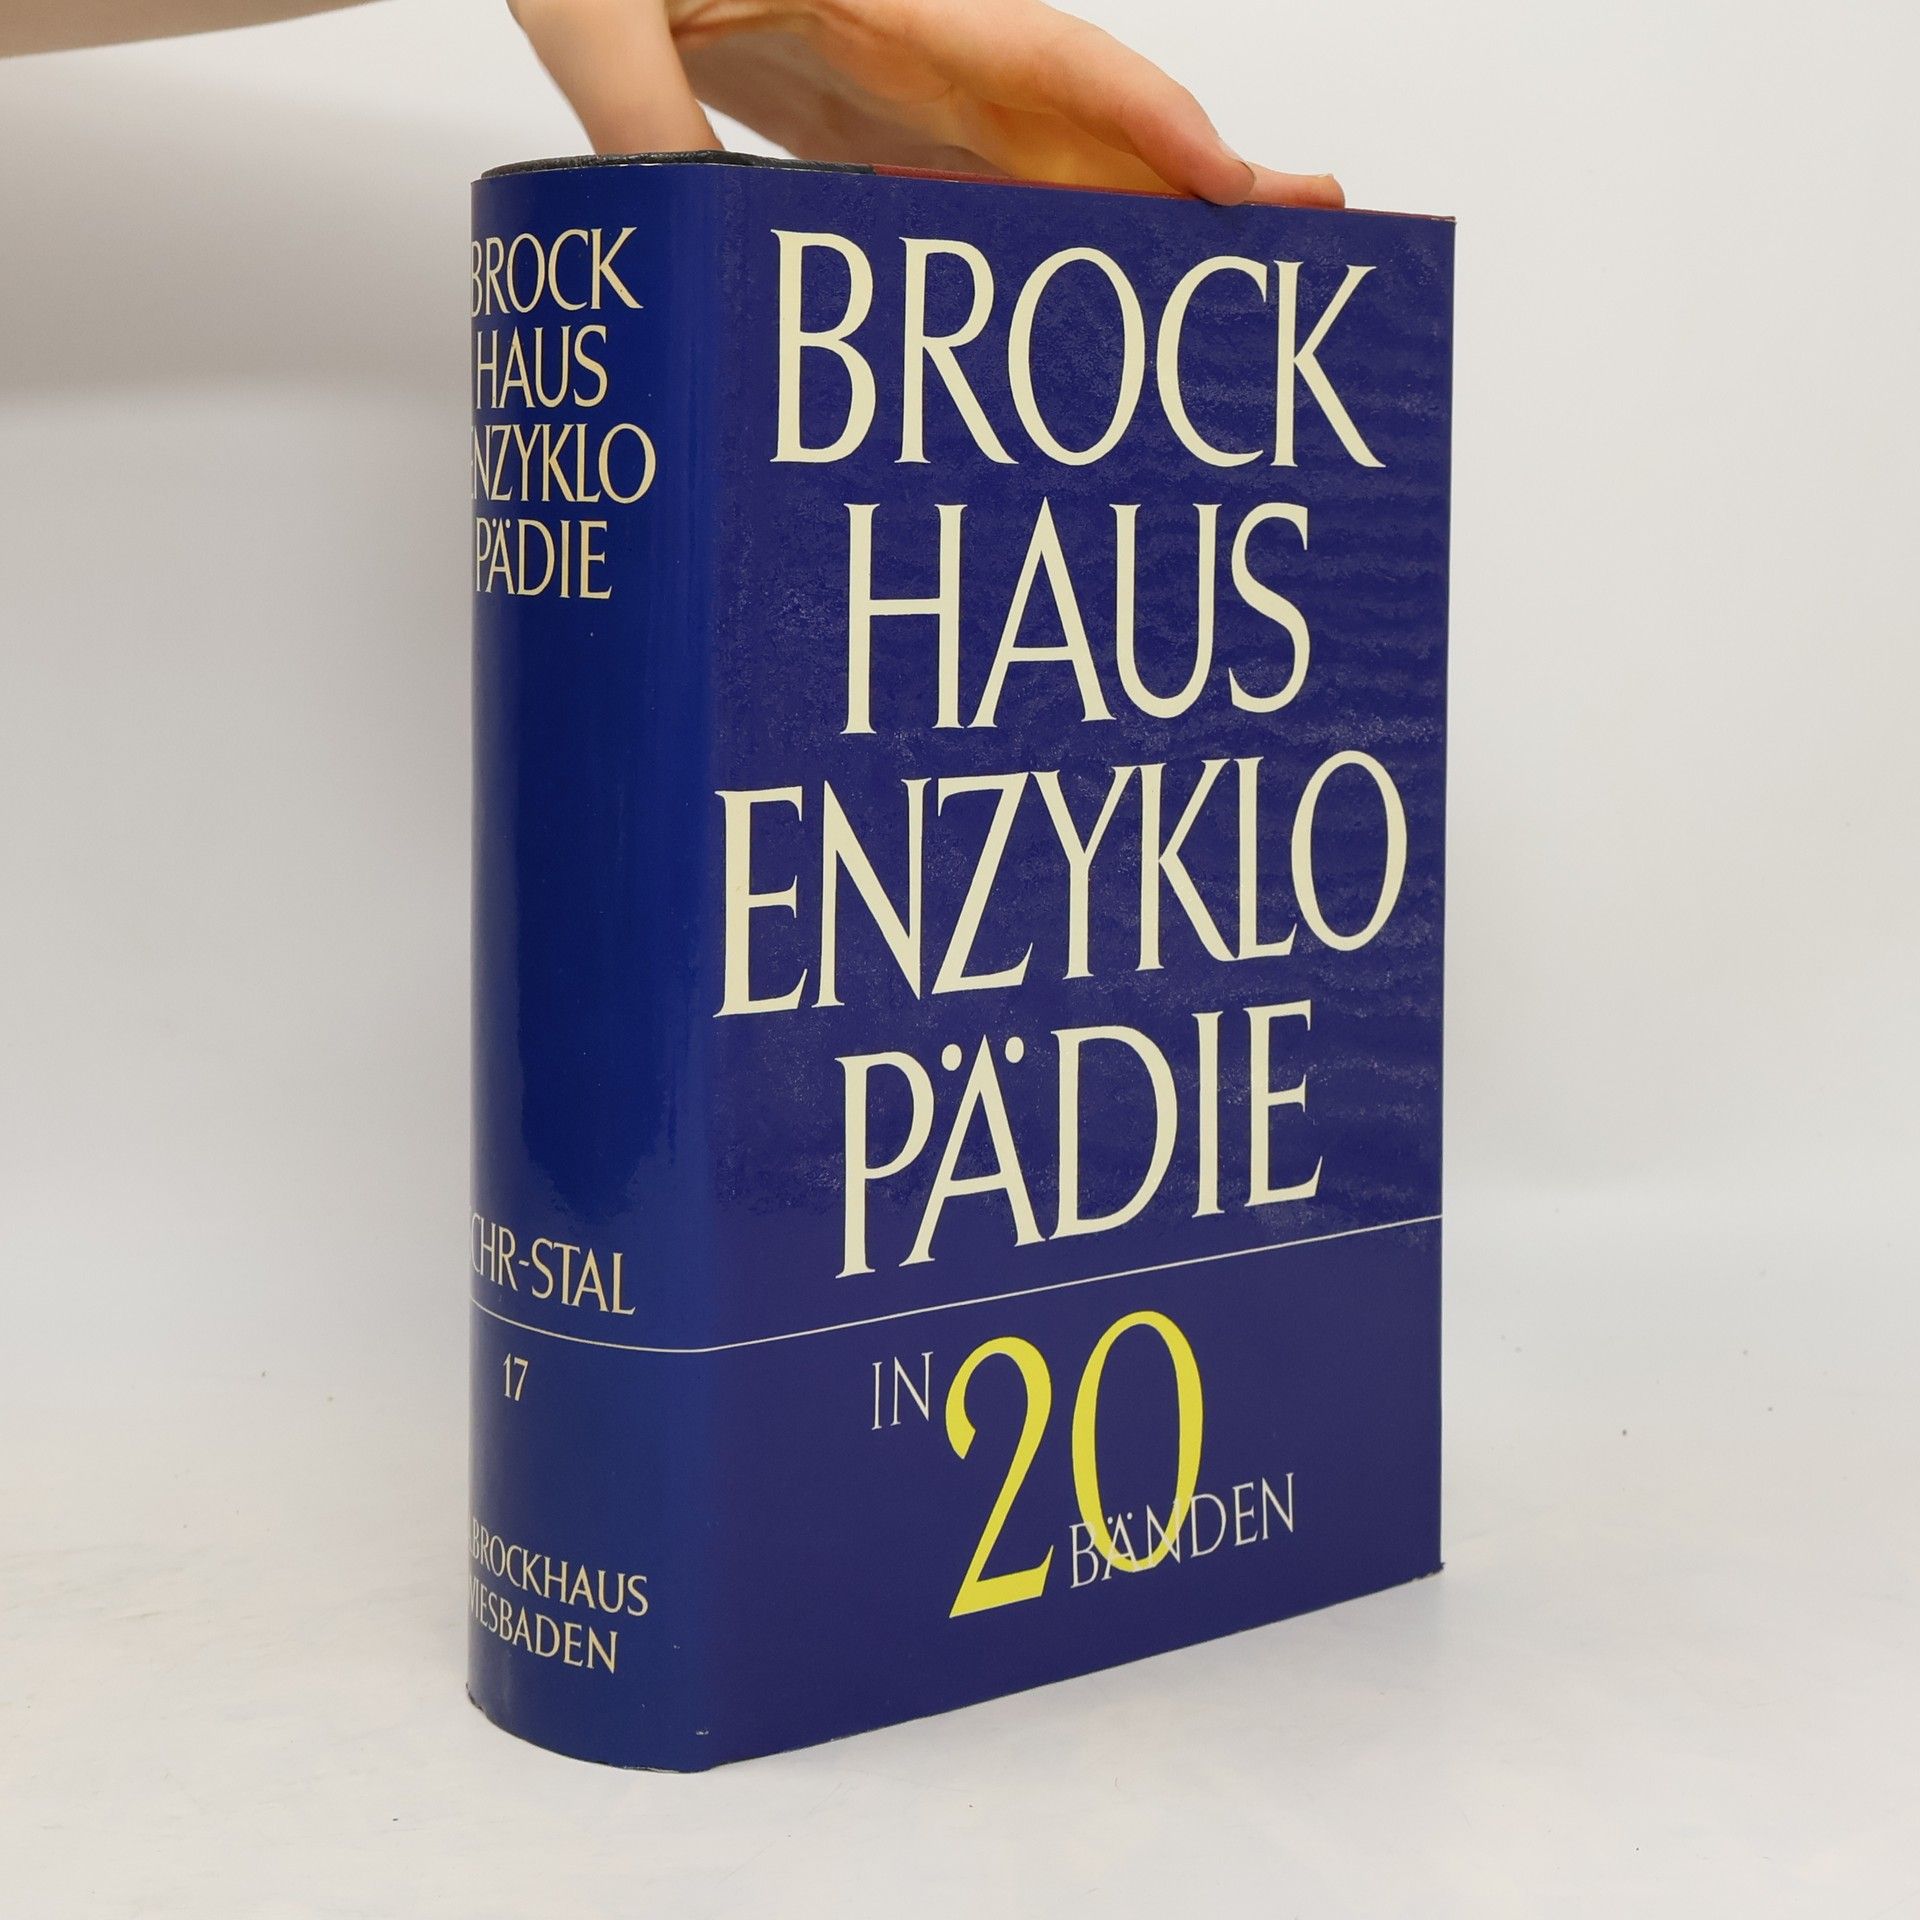 BROCK
HAUS
ENZYKLO
PÄDIE
CHR-STAL
17
BROCKHAUS
WIESBADEN
BROCK
HAUS
ENZYKLO
PÄDIE
IN 20
BÄNDEN